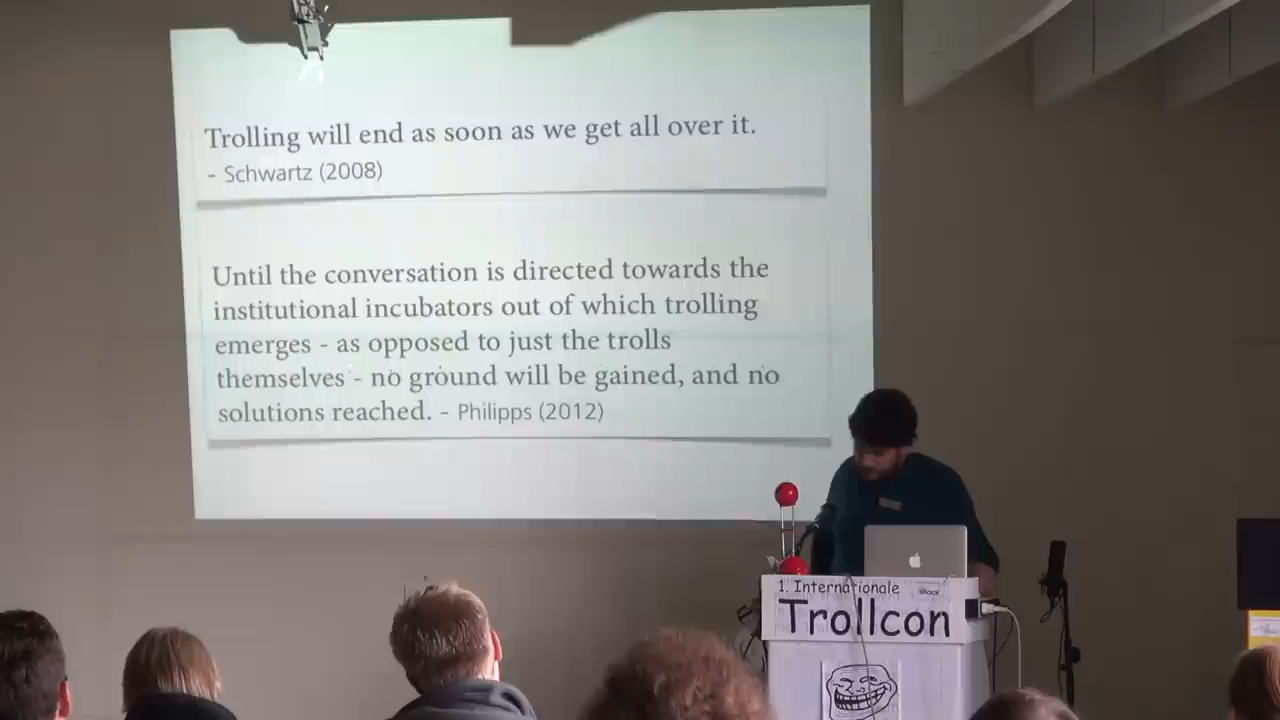 Trolling will end as soon as we get all over it.
- Schwartz (2008)
Until the conversation is directed towards the
institutional incubators out of which trolling
emerges - as opposed to just the trolls
themselves - no ground will be gained, and no
solutions reached. - Philipps (2012)
1. Internationale
Trollcon